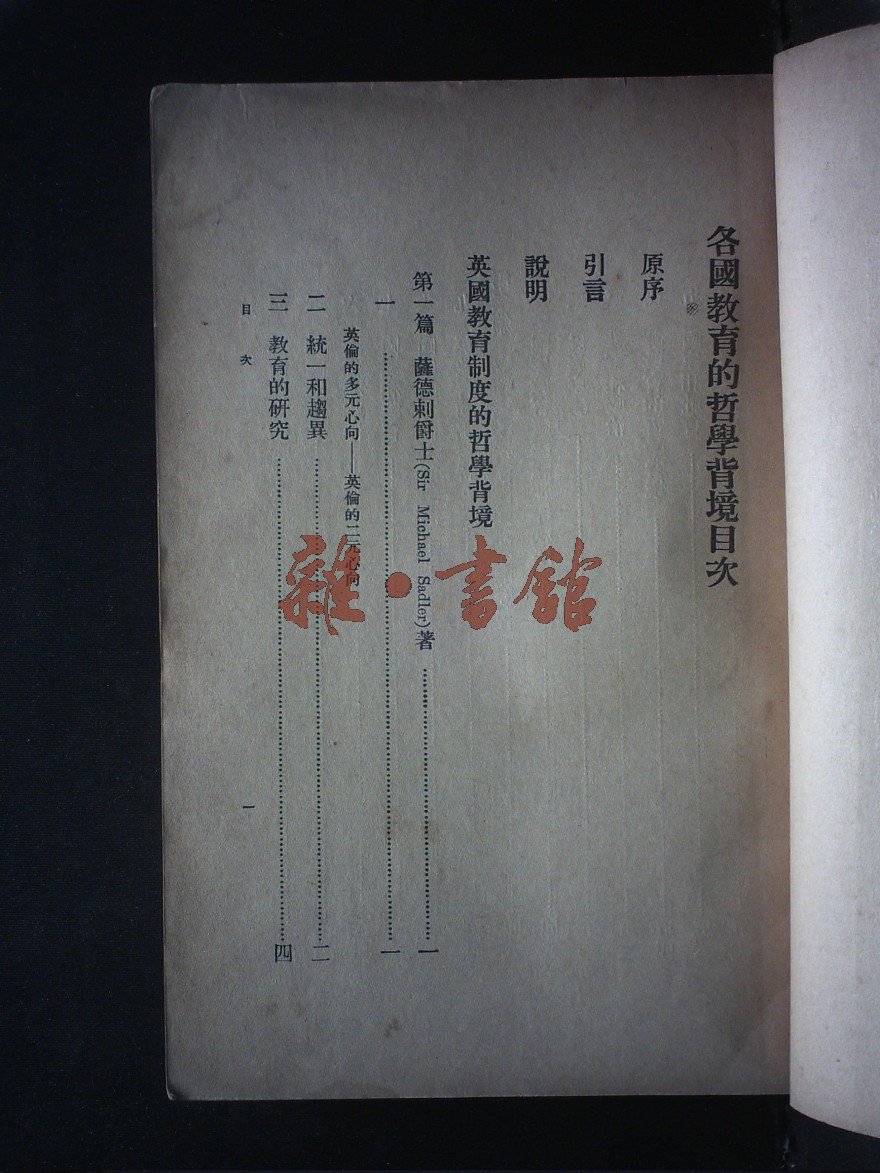 各國教育的哲學背境目次
原序
引言
說明
英國教育制度的哲學背境
第一篇 薩德剌爵士(Sir Michael Sadler)著……一
一……一
英倫的多元心向——英倫的二元心向
二 統一和趨異……二
三 教育的研究……四
目次 一
雜·書館